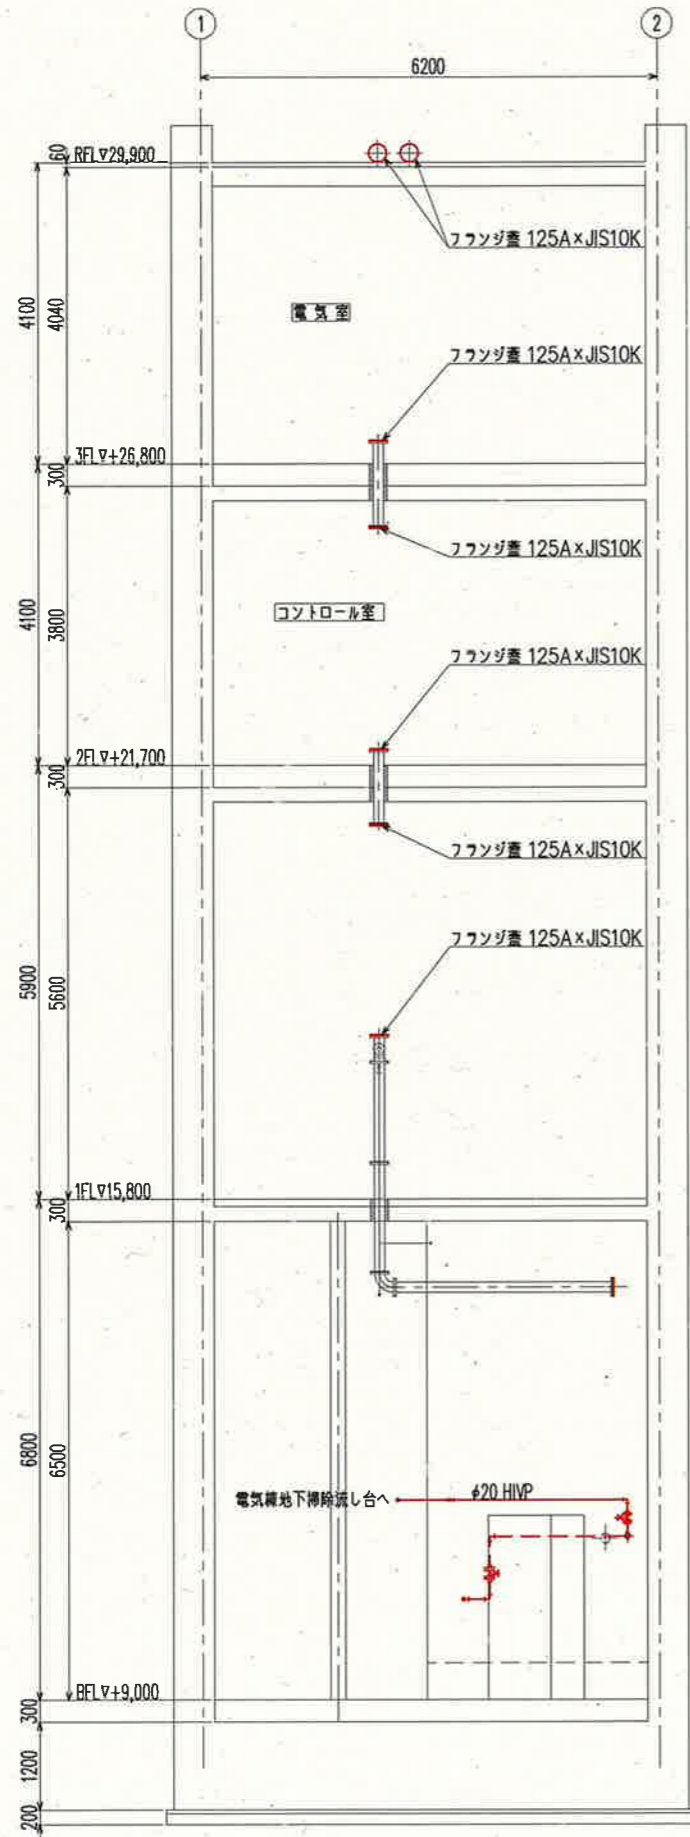 1
2
6200
60
RFL▽29,900
フランジ蓋 125A×JIS10K
4100
4040
電気室
フランジ蓋 125A×JIS10K
3FL▽+26,800
300
フランジ蓋 125A×JIS10K
4100
3800
コントロール室
フランジ蓋 125A×JIS10K
2FL▽+21,700
300
フランジ蓋 125A×JIS10K
フランジ蓋 125A×JIS10K
5900
5600
1FL▽15,800
300
6800
6500
電気練地下掃除流し台へ
φ20 HIVP
BFL▽+9,000
300
1200
200